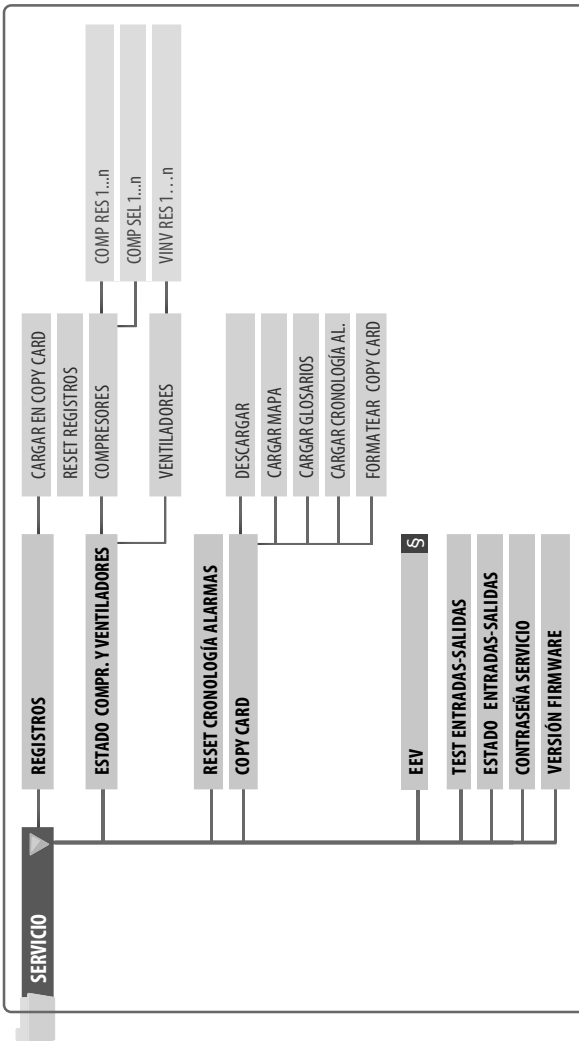 SERVICIO
REGISTROS
CARGAR EN COPY CARD
RESET REGISTROS
ESTADO COMPR. Y VENTILADORES
COMPRESORES
COMP RES 1...n
COMP SEL 1...n
VENTILADORES
VINV RES 1...n
RESET CRONOLOGÍA ALARMAS
COPY CARD
DESCARGAR
CARGAR MAPA
CARGAR GLOSARIOS
CARGAR CRONOLOGÍA AL.
FORMATEAR COPY CARD
EEV §
TEST ENTRADAS-SALIDAS
ESTADO ENTRADAS-SALIDAS
CONTRASEÑA SERVICIO
VERSIÓN FIRMWARE